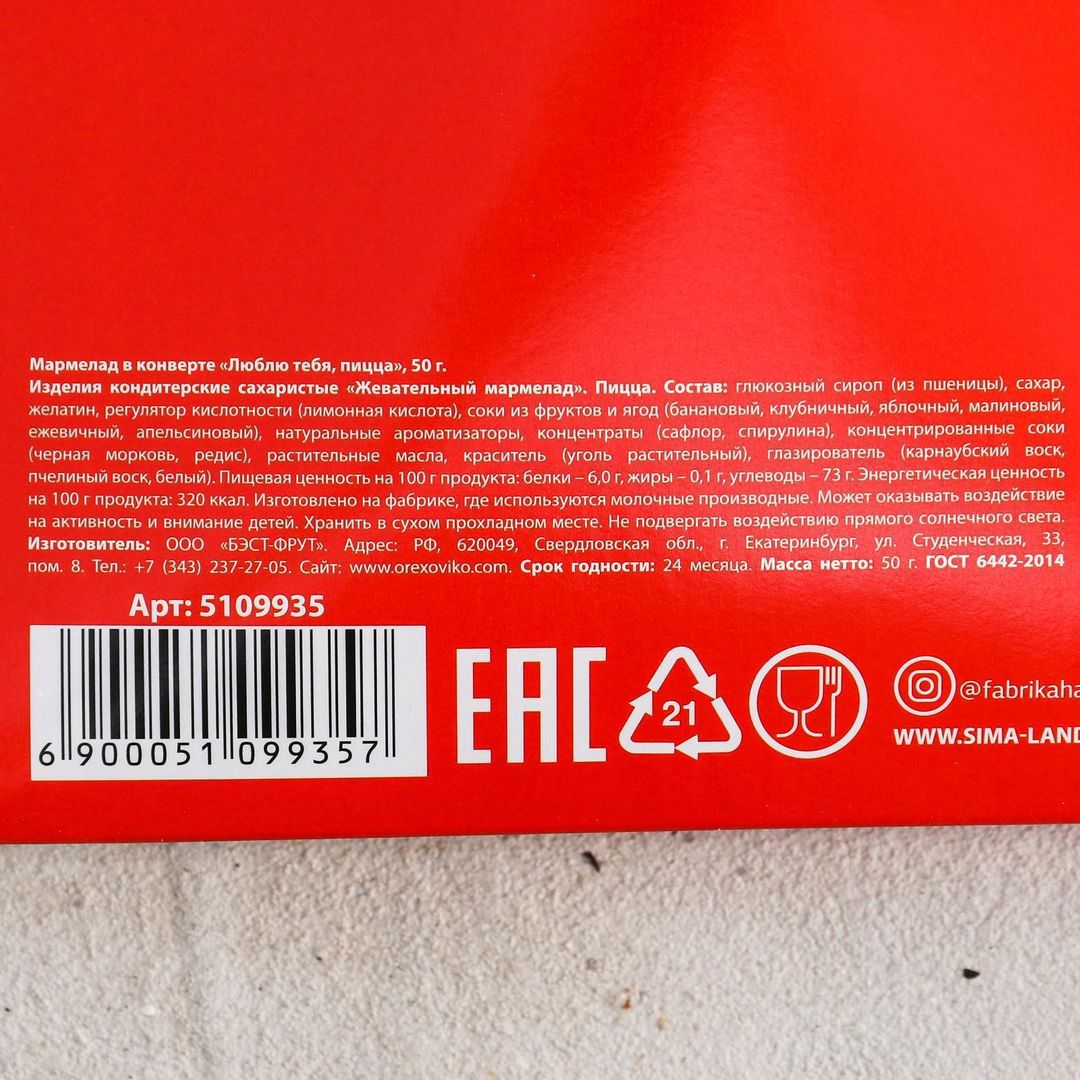 Мармелад в конверте «Люблю тебя, пицца», 50 г.
Изделия кондитерские сахаристые «Жевательный мармелад». Пицца. Состав: глюкозный сироп (из пшеницы), сахар,
желатин, регулятор кислотности (лимонная кислота), соки из фруктов и ягод (банановый, клубничный, яблочный, малиновый,
ежевичный, апельсиновый), натуральные ароматизаторы, концентраты (сафлор, спирулина), концентрированные соки
(черная морковь, редис), растительные масла, краситель (уголь растительный), глазирователь (карнаубский воск,
пчелиный воск, белый). Пищевая ценность на 100 г продукта: белки – 6,0 г, жиры – 0,1 г, углеводы – 73 г. Энергетическая ценность
на 100 г продукта: 320 ккал. Изготовлено на фабрике, где используются молочные производные. Может оказывать воздействие
на активность и внимание детей. Хранить в сухом прохладном месте. Не подвергать воздействию прямого солнечного света.
Изготовитель: ООО «БЭСТ-ФРУТ». Адрес: РФ, 620049, Свердловская обл., г. Екатеринбург, ул. Студенческая, 33,
пом. 8. Тел.: +7 (343) 237-27-05. Сайт: www.orexoviko.com. Срок годности: 24 месяца. Масса нетто: 50 г. ГОСТ 6442-2014
Арт: 5109935
6 900051 099357
EAC
21
@fabrikaha
WWW.SIMA-LAND